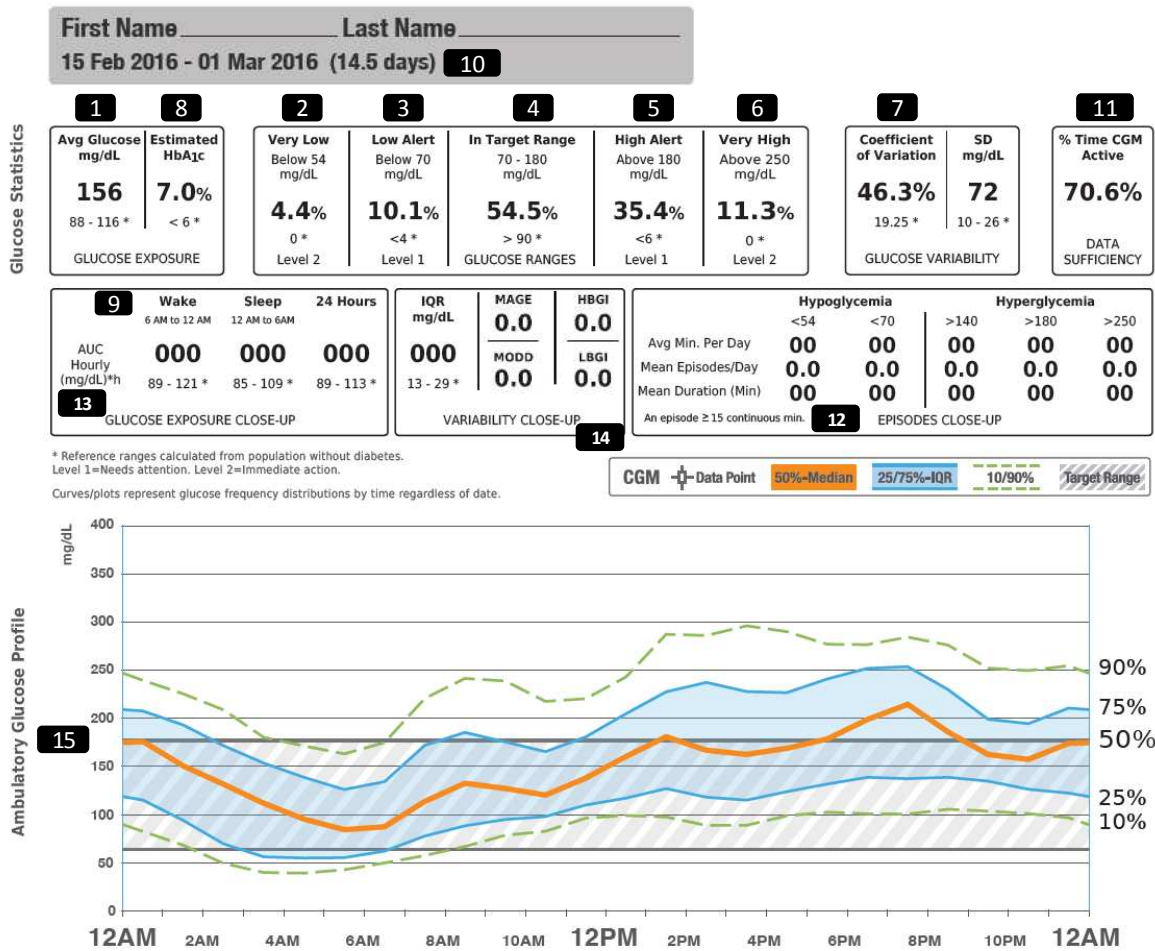 First Name Last Name
15 Feb 2016 - 01 Mar 2016 (14.5 days) 10
Glucose Statistics
1 8 2 3 4 5 6 7 11
Avg Glucose mg/dL
156
88 - 116 *
Estimated HbA1c
7.0%
< 6 *
GLUCOSE EXPOSURE
Very Low
Below 54 mg/dL
4.4%
0 *
Level 2
Low Alert
Below 70 mg/dL
10.1%
<4 *
Level 1
In Target Range
70 - 180 mg/dL
54.5%
> 90 *
GLUCOSE RANGES
High Alert
Above 180 mg/dL
35.4%
<6 *
Level 1
Very High
Above 250 mg/dL
11.3%
0 *
Level 2
Coefficient of Variation
46.3%
19.25 *
SD mg/dL
72
10 - 26 *
GLUCOSE VARIABILITY
% Time CGM Active
70.6%
DATA SUFFICIENCY
9 Wake Sleep 24 Hours
6 AM to 12 AM 12 AM to 6AM
AUC Hourly (mg/dL)*h 000 000 000
89 - 121 * 85 - 109 * 89 - 113 *
13
GLUCOSE EXPOSURE CLOSE-UP
IQR mg/dL
000
13 - 29 *
MAGE
0.0
HBGI
0.0
MODD
0.0
LBGI
0.0
VARIABILITY CLOSE-UP
14
Hypoglycemia Hyperglycemia
<54 <70 >140 >180 >250
Avg Min. Per Day 00 00 00 00 00
Mean Episodes/Day 0.0 0.0 0.0 0.0 0.0
Mean Duration (Min) 00 00 00 00 00
An episode ≥ 15 continuous min. 12 EPISODES CLOSE-UP
* Reference ranges calculated from population without diabetes.
Level 1=Needs attention. Level 2=Immediate action.
Curves/plots represent glucose frequency distributions by time regardless of date.
CGM Data Point 50%-Median 25/75%-IQR 10/90% Target Range
Ambulatory Glucose Profile
mg/dL
400
350
300
250
200
15
150
100
50
0
90%
75%
50%
25%
10%
12AM 2AM 4AM 6AM 8AM 10AM 12PM 2PM 4PM 6PM 8PM 10PM 12AM